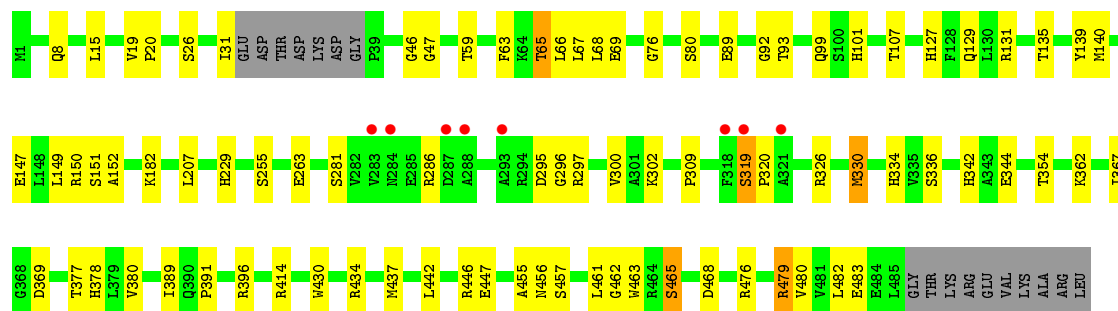 M1 Q8 L15 V19 P20 S26 I31 GLU ASP THR ASP LYS ASP GLY P39 G46 G47 T59 F63 K64 T65 L66 L67 L68 E69 G76 S80 E89 G92 T93 Q99 S100 H101 T107 H127 F128 Q129 L130 R131 T135 Y139 M140
E147 L148 L149 R150 S151 A152 K182 L207 H229 S255 E263 S281 V282 V283 N284 E285 R286 D287 A288 A293 R294 D295 G296 R297 V300 A301 K302 P309 F318 S319 P320 A321 R326 M330 H334 V335 S336 H342 A343 E344 T354 K362 I367
G368 D369 T377 H378 L379 V380 I389 Q390 P391 R396 R414 W430 R434 M437 L442 R446 E447 A455 N456 S457 L461 G462 W463 R464 S465 D468 R476 R479 V480 V481 L482 E483 E484 L485 GLY THR LYS ARG GLU VAL LYS ALA ARG LEU